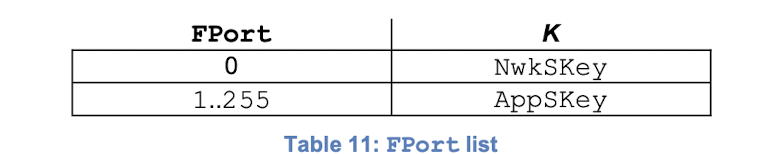 FPort K
0 NwkSKey
1..255 AppSKey
Table 11: FPort list